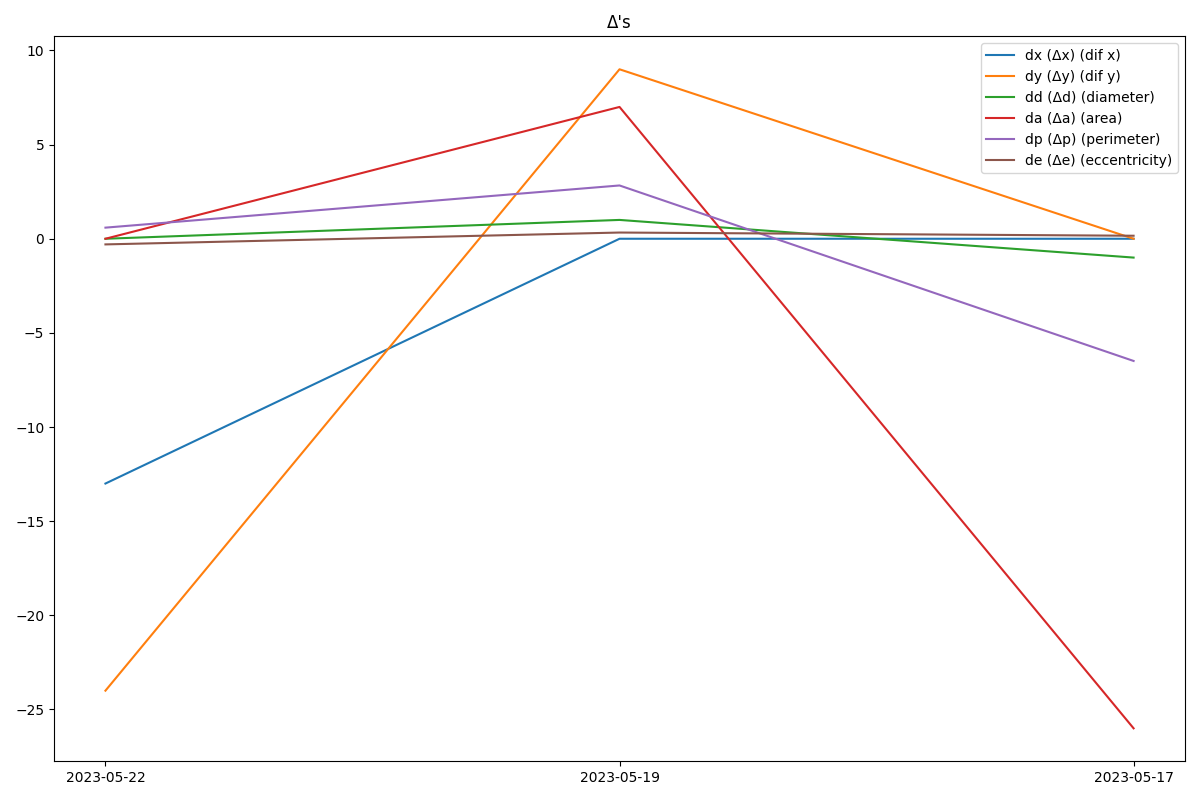 Δ's
dx (Δx) (dif x)
dy (Δy) (dif y)
dd (Δd) (diameter)
da (Δa) (area)
dp (Δp) (perimeter)
de (Δe) (eccentricity)
10
5
0
−5
−10
−15
−20
−25
2023-05-22 2023-05-19 2023-05-17